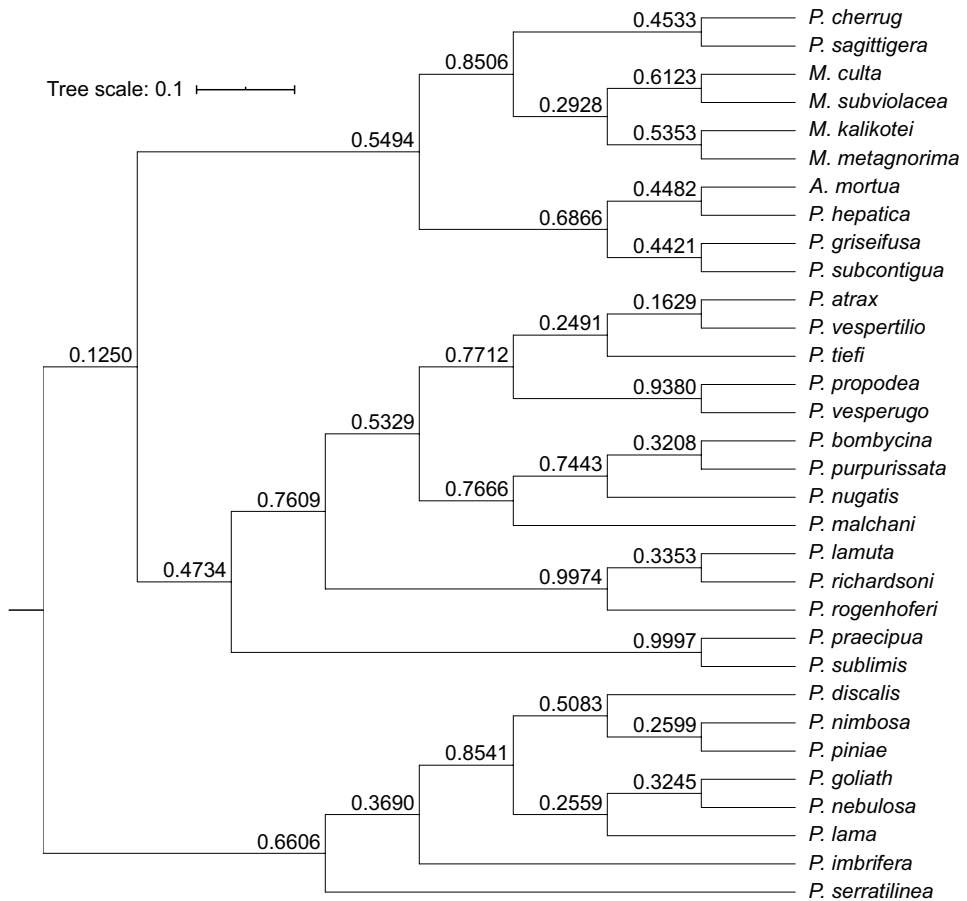 0.4533
P. cherrug
P. sagittigera
0.8506
Tree scale: 0.1
0.6123
M. culta
M. subviolacea
0.2928
0.5353
M. kalikotei
M. metagnorima
0.5494
0.4482
A. mortua
P. hepatica
0.6866
0.4421
P. griseifusa
P. subcontigua
0.1250
0.1629
P. atrax
P. vespertilio
0.2491
P. tiefi
0.7712
0.9380
P. propodea
P. vesperugo
0.5329
0.3208
P. bombycina
P. purpurissata
0.7443
P. nugatis
0.7666
P. malchani
0.7609
0.3353
P. lamuta
P. richardsoni
0.9974
P. rogenhoferi
0.4734
0.9997
P. praecipua
P. sublimis
0.5083
P. discalis
0.2599
P. nimbosa
P. piniae
0.8541
0.3245
P. goliath
P. nebulosa
0.2559
P. lama
0.3690
P. imbrifera
0.6606
P. serratilinea